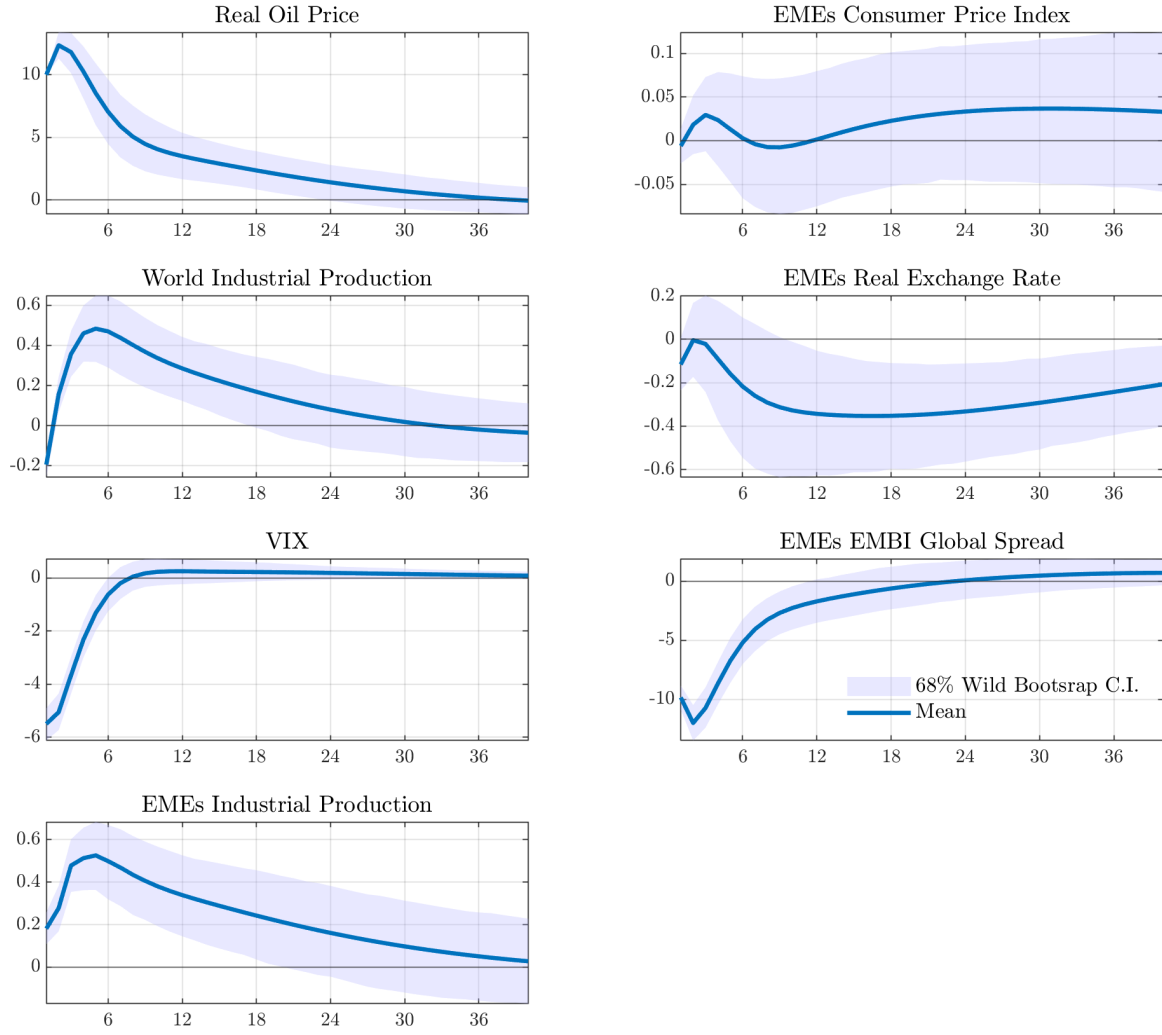 Real Oil Price
10
5
0
6 12 18 24 30 36
EMEs Consumer Price Index
0.1
0.05
0
-0.05
6 12 18 24 30 36
World Industrial Production
0.6
0.4
0.2
0
-0.2
6 12 18 24 30 36
EMEs Real Exchange Rate
0.2
0
-0.2
-0.4
-0.6
6 12 18 24 30 36
VIX
0
-2
-4
-6
6 12 18 24 30 36
EMEs EMBI Global Spread
0
-5
-10
68% Wild Bootsrap C.I.
Mean
6 12 18 24 30 36
EMEs Industrial Production
0.6
0.4
0.2
0
6 12 18 24 30 36